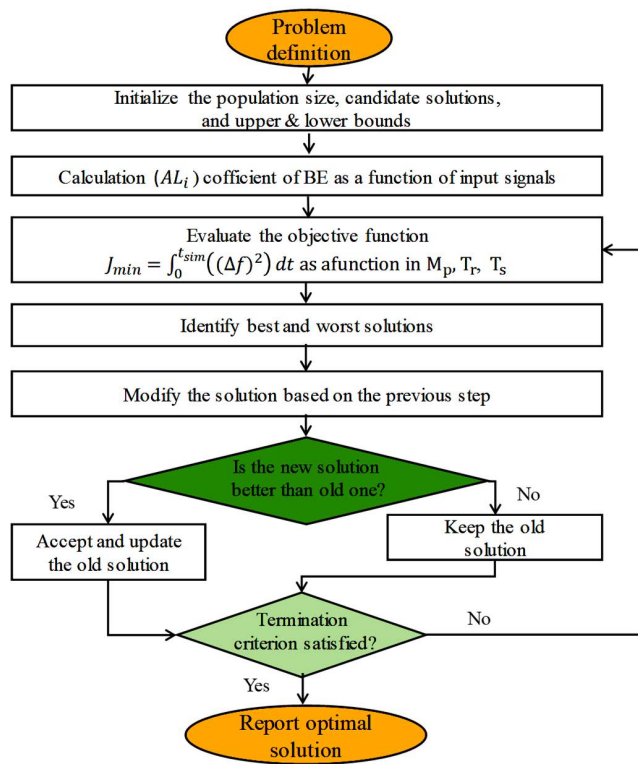 Problem
definition
Initialize the population size, candidate solutions,
and upper & lower bounds
Calculation (AL_i) cofficient of BE as a function of input signals
Evaluate the objective function
J_min = ∫_0^{t_sim} ((Δf)^2) dt as afunction in M_p, T_r, T_s
Identify best and worst solutions
Modify the solution based on the previous step
Is the new solution
better than old one?
Yes
No
Accept and update
the old solution
Keep the old
solution
Termination
criterion satisfied?
No
Yes
Report optimal
solution